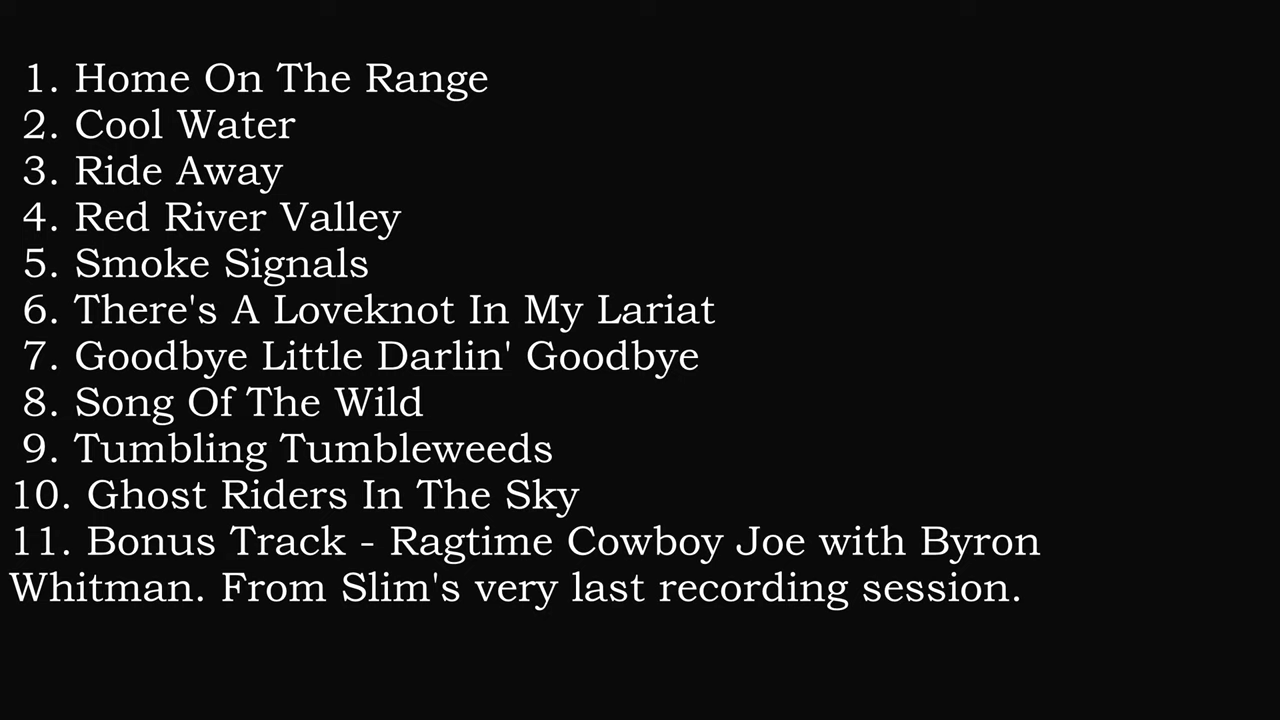 1. Home On The Range
2. Cool Water
3. Ride Away
4. Red River Valley
5. Smoke Signals
6. There's A Loveknot In My Lariat
7. Goodbye Little Darlin' Goodbye
8. Song Of The Wild
9. Tumbling Tumbleweeds
10. Ghost Riders In The Sky
11. Bonus Track - Ragtime Cowboy Joe with Byron
Whitman. From Slim's very last recording session.